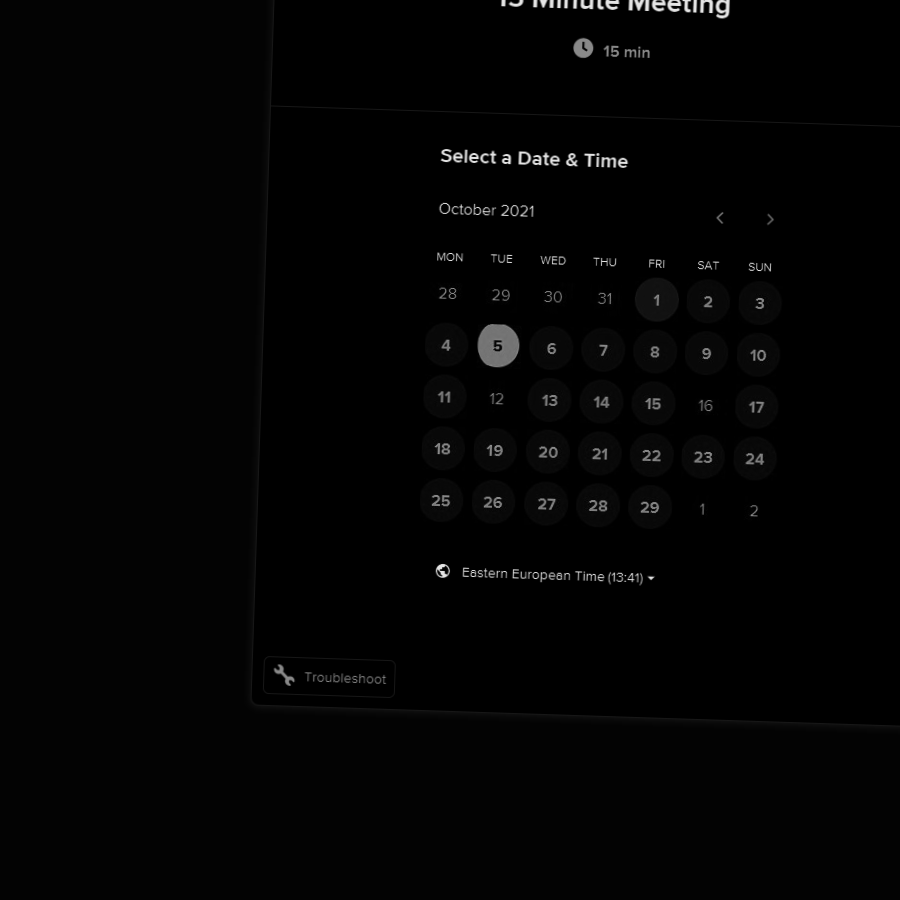 15 Minute Meeting
15 min
Select a Date & Time
October 2021
MON TUE WED THU FRI SAT SUN
28 29 30 31 1 2 3
4 5 6 7 8 9 10
11 12 13 14 15 16 17
18 19 20 21 22 23 24
25 26 27 28 29 1 2
Eastern European Time (13:41)
Troubleshoot